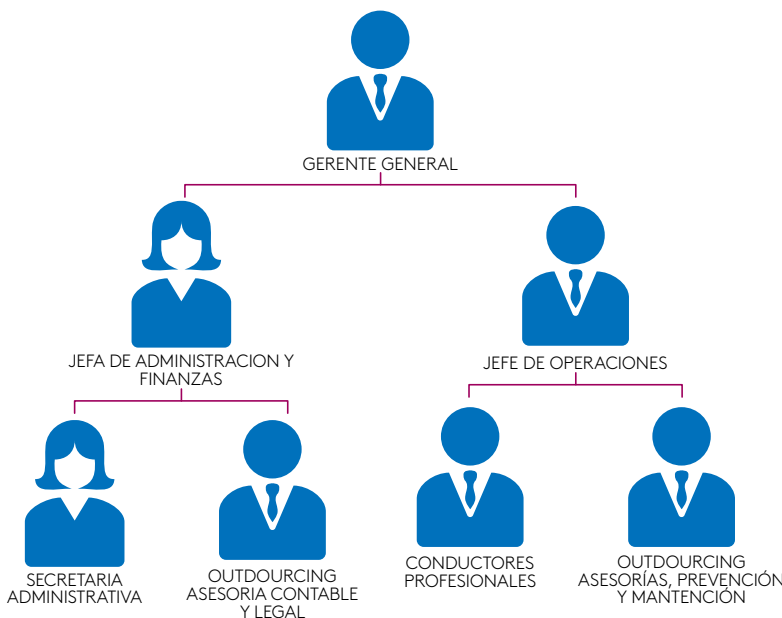 GERENTE GENERAL
JEFA DE ADMINISTRACION Y
FINANZAS
JEFE DE OPERACIONES
SECRETARIA
ADMINISTRATIVA
OUTDOURCING
ASESORIA CONTABLE
Y LEGAL
CONDUCTORES
PROFESIONALES
OUTDOURCING
ASESORÍAS, PREVENCIÓN
Y MANTENCIÓN